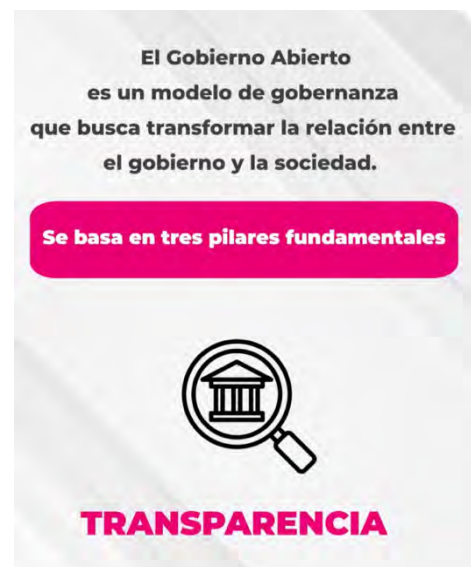 El Gobierno Abierto
es un modelo de gobernanza
que busca transformar la relación entre
el gobierno y la sociedad.
Se basa en tres pilares fundamentales
TRANSPARENCIA